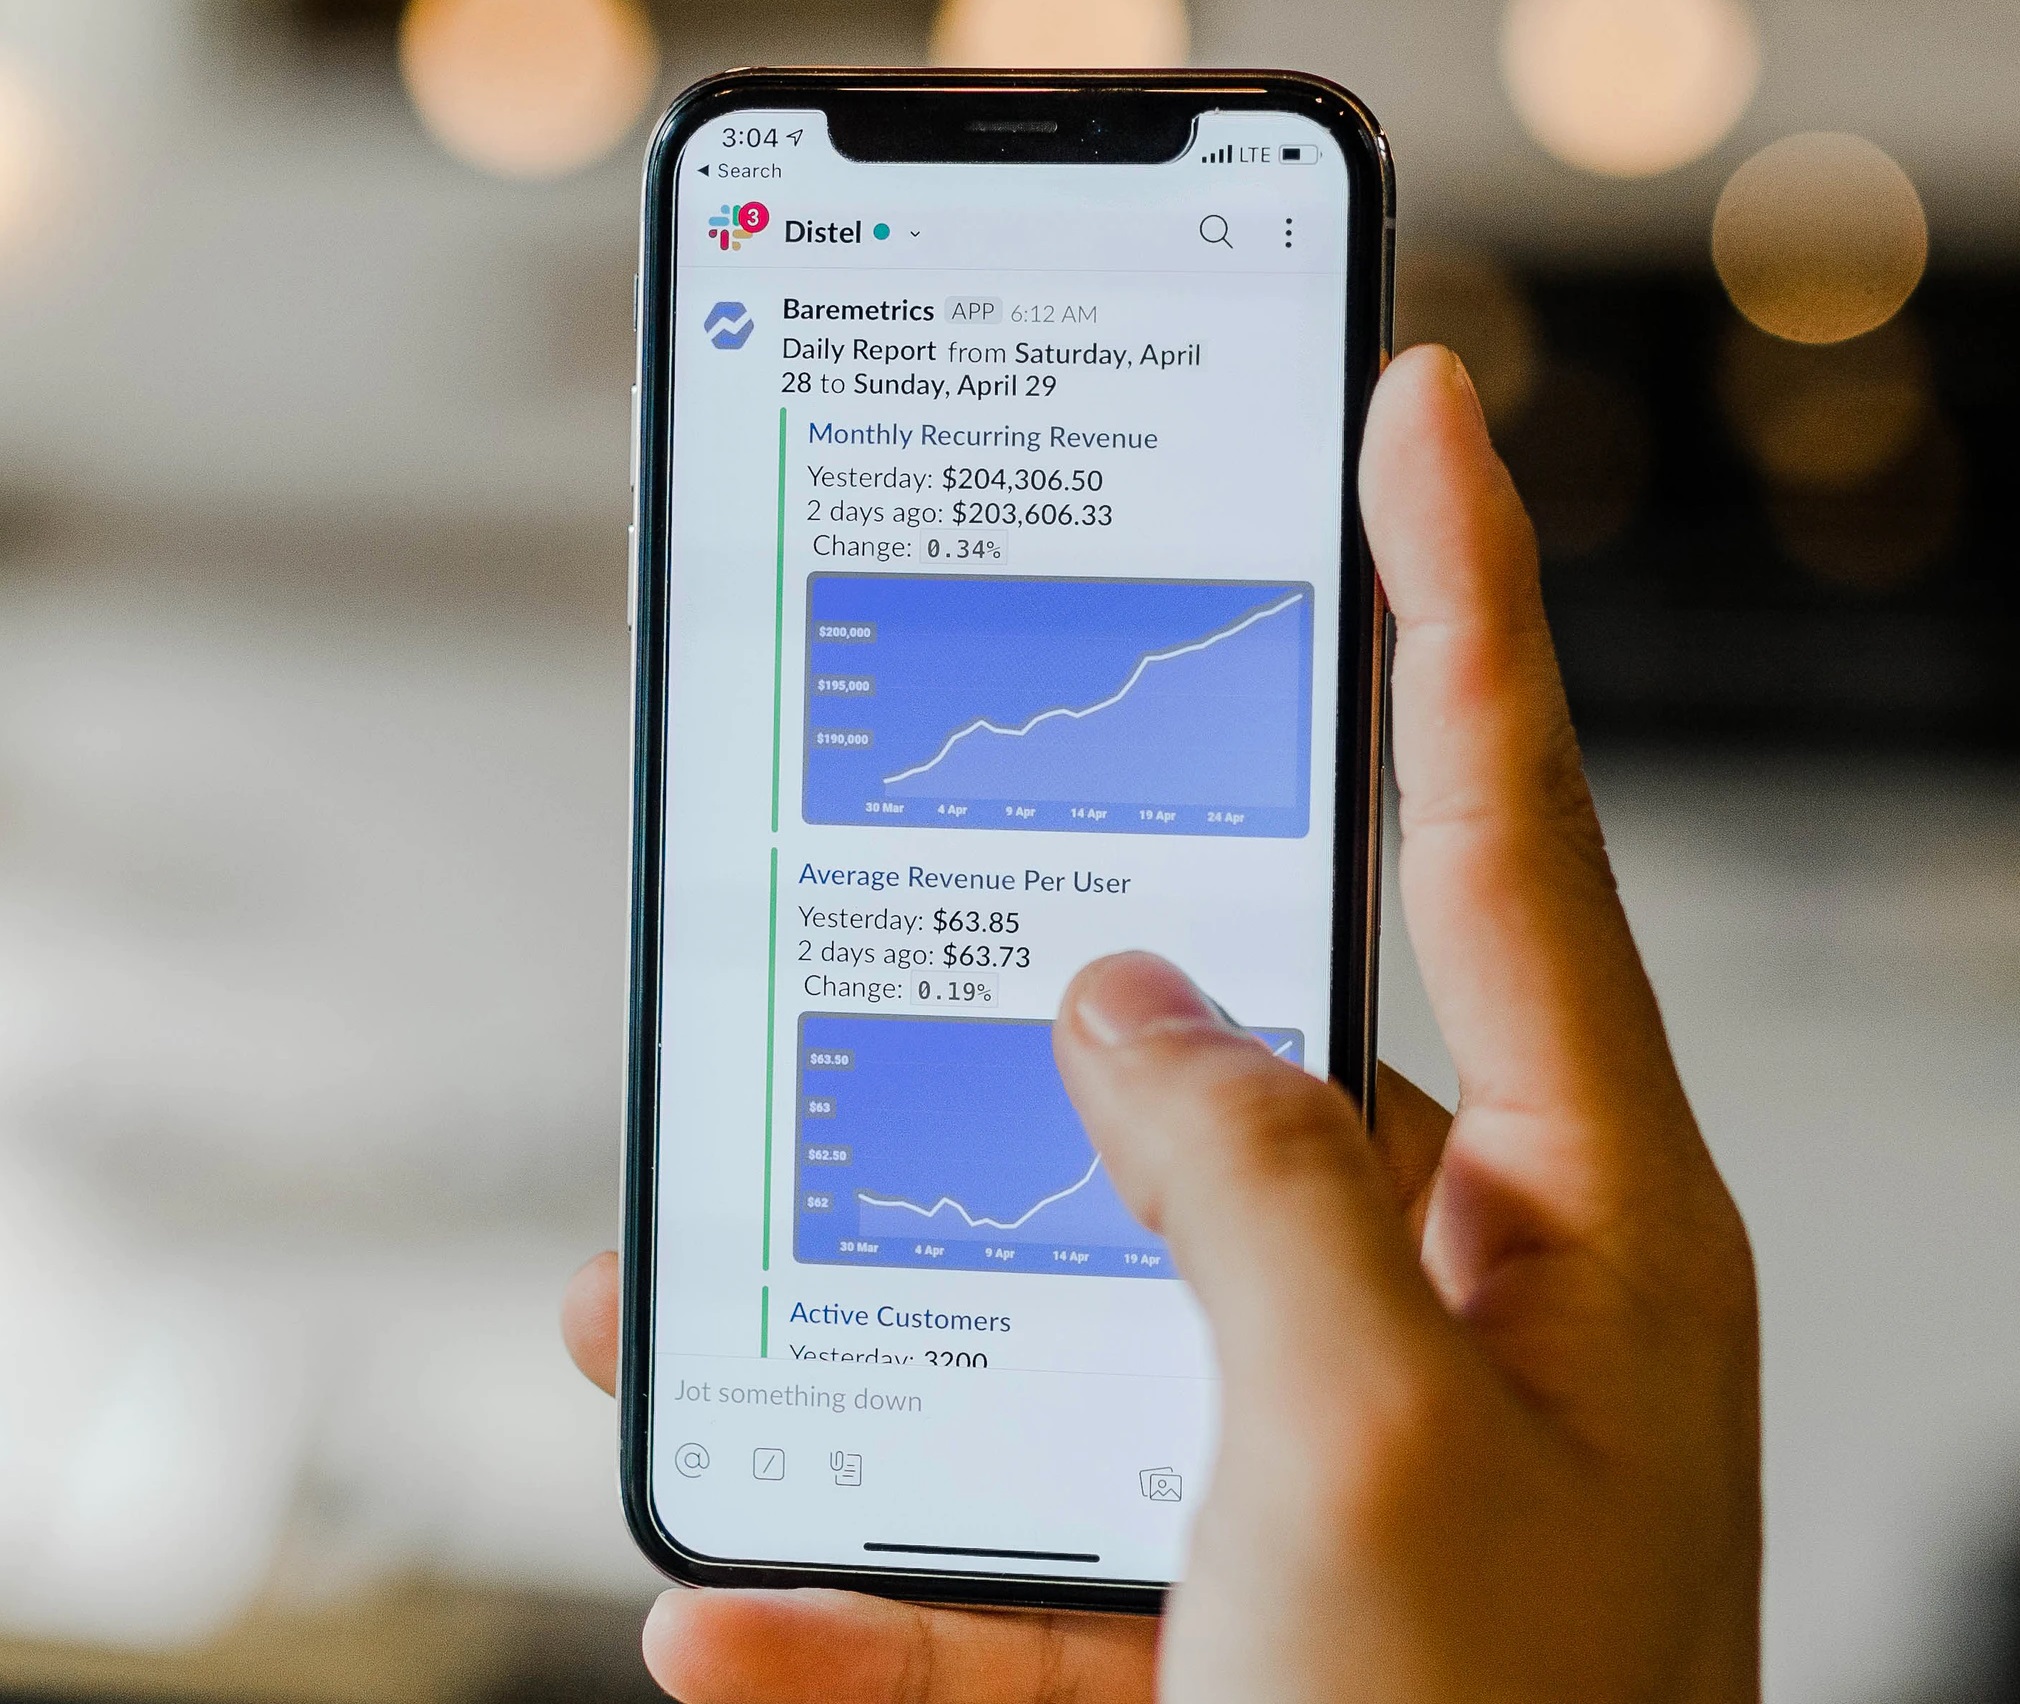 3:04
LTE
◀ Search
3
Distel
Baremetrics APP 6:12 AM
Daily Report from Saturday, April
28 to Sunday, April 29
Monthly Recurring Revenue
Yesterday: $204,306.50
2 days ago: $203,606.33
Change: 0.34%
$200,000
$195,000
$190,000
30 Mar 4 Apr 9 Apr 14 Apr 19 Apr 24 Apr
Average Revenue Per User
Yesterday: $63.85
2 days ago: $63.73
Change: 0.19%
$63.50
$63
$62.50
$62
30 Mar 4 Apr 9 Apr 14 Apr 19 Apr
Active Customers
Yesterday: 3200
Jot something down
@